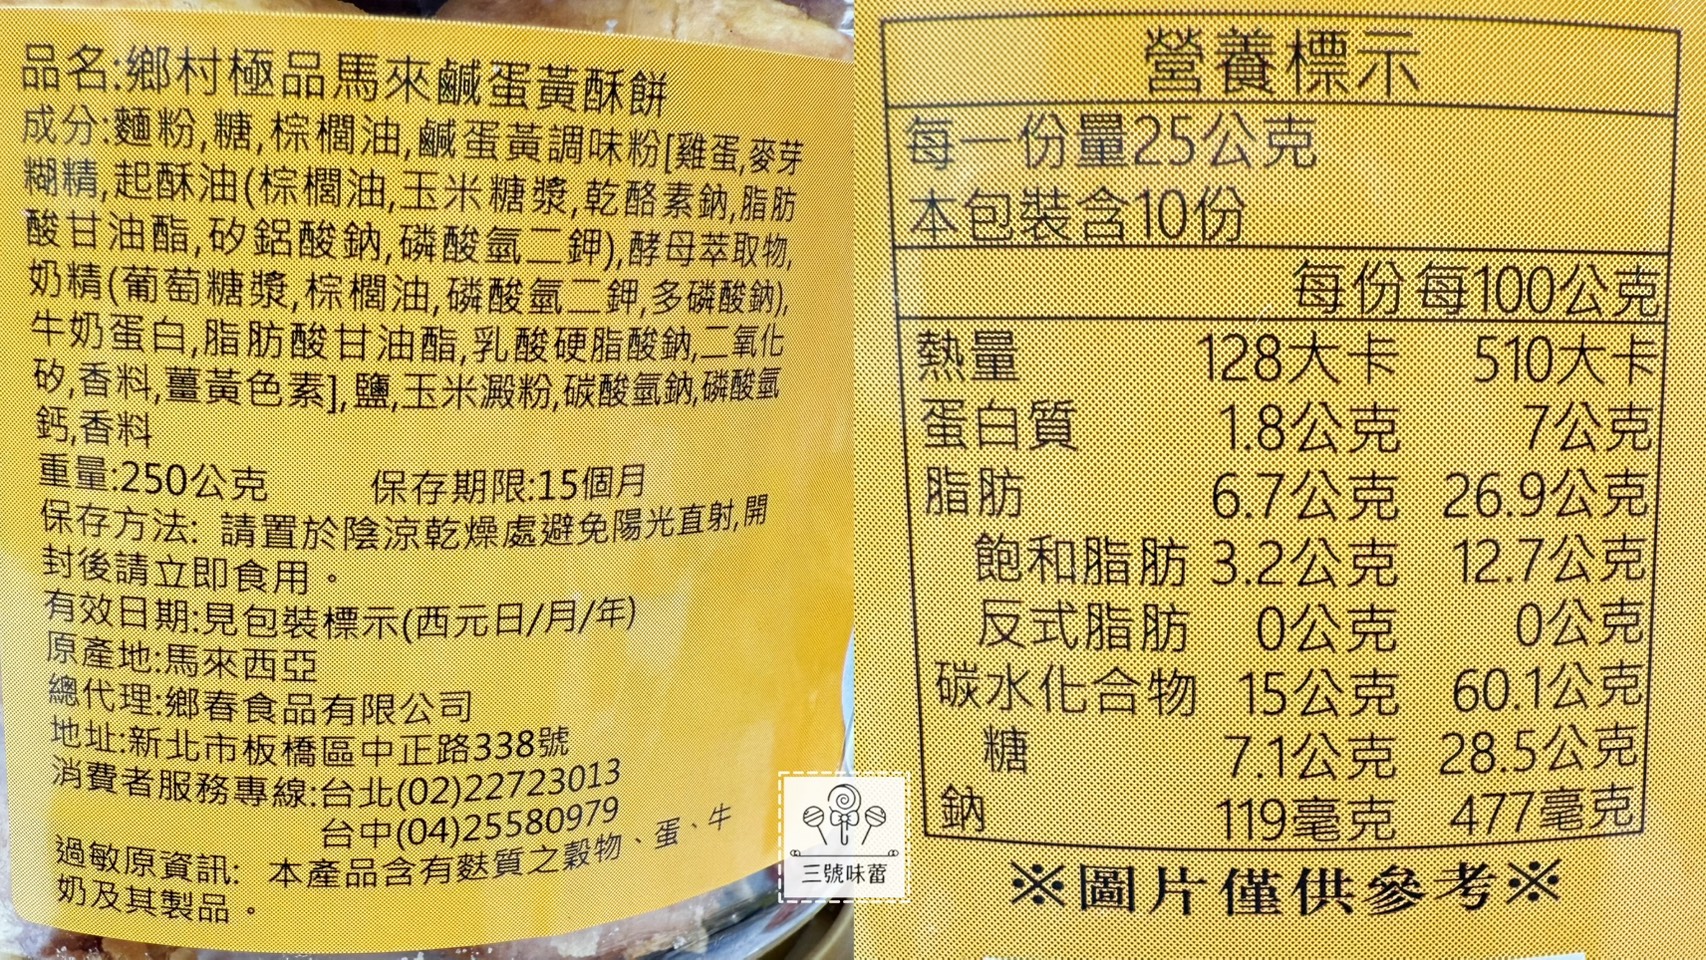 品名:鄉村極品馬來鹹蛋黃酥餅
成分:麵粉,糖,棕櫚油,鹹蛋黃調味粉[雞蛋,麥芽
糊精,起酥油(棕櫚油,玉米糖漿,乾酪素鈉,脂肪
酸甘油酯,矽鋁酸鈉,磷酸氫二鉀),酵母萃取物,
奶精(葡萄糖漿,棕櫚油,磷酸氫二鉀,多磷酸鈉),
牛奶蛋白,脂肪酸甘油酯,乳酸硬脂酸鈉,二氧化
矽,香料,薑黃色素],鹽,玉米澱粉,碳酸氫鈉,磷酸氫
鈣,香料
重量:250公克 保存期限:15個月
保存方法: 請置於陰涼乾燥處避免陽光直射,開
封後請立即食用。
有效日期:見包裝標示(西元日/月/年)
原產地:馬來西亞
總代理:鄉春食品有限公司
地址:新北市板橋區中正路338號
消費者服務專線:台北(02)22723013
台中(04)25580979
過敏原資訊: 本產品含有麩質之穀物、蛋、牛
奶及其製品。
營養標示
每一份量25公克
本包裝含10份
每份 每100公克
熱量 128大卡 510大卡
蛋白質 1.8公克 7公克
脂肪 6.7公克 26.9公克
飽和脂肪 3.2公克 12.7公克
反式脂肪 0公克 0公克
碳水化合物 15公克 60.1公克
糖 7.1公克 28.5公克
鈉 119毫克 477毫克
※圖片僅供參考※
三號味蕾